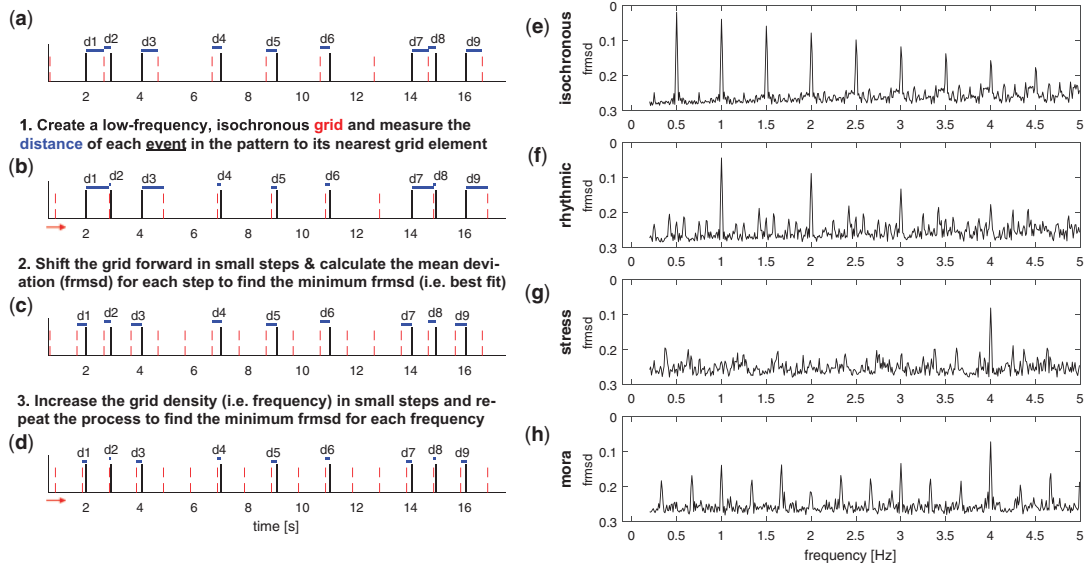 (a)
d1 d2 d3 d4 d5 d6 d7 d8 d9
2 4 6 8 10 12 14 16
1. Create a low-frequency, isochronous grid and measure the
distance of each event in the pattern to its nearest grid element
(b)
d1 d2 d3 d4 d5 d6 d7 d8 d9
2 4 6 8 10 12 14 16
2. Shift the grid forward in small steps & calculate the mean devi-
ation (frmsd) for each step to find the minimum frmsd (i.e. best fit)
(c)
d1 d2 d3 d4 d5 d6 d7 d8 d9
2 4 6 8 10 12 14 16
3. Increase the grid density (i.e. frequency) in small steps and re-
peat the process to find the minimum frmsd for each frequency
(d)
d1 d2 d3 d4 d5 d6 d7 d8 d9
2 4 6 8 10 12 14 16
time [s]
(e)
isochronous
frmsd
0
0.1
0.2
0.3
0.5 1 1.5 2 2.5 3 3.5 4 4.5 5
(f)
rhythmic
frmsd
0
0.1
0.2
0.3
0.5 1 1.5 2 2.5 3 3.5 4 4.5 5
(g)
stress
frmsd
0
0.1
0.2
0.3
0.5 1 1.5 2 2.5 3 3.5 4 4.5 5
(h)
mora
frmsd
0
0.1
0.2
0.3
0.5 1 1.5 2 2.5 3 3.5 4 4.5 5
frequency [Hz]